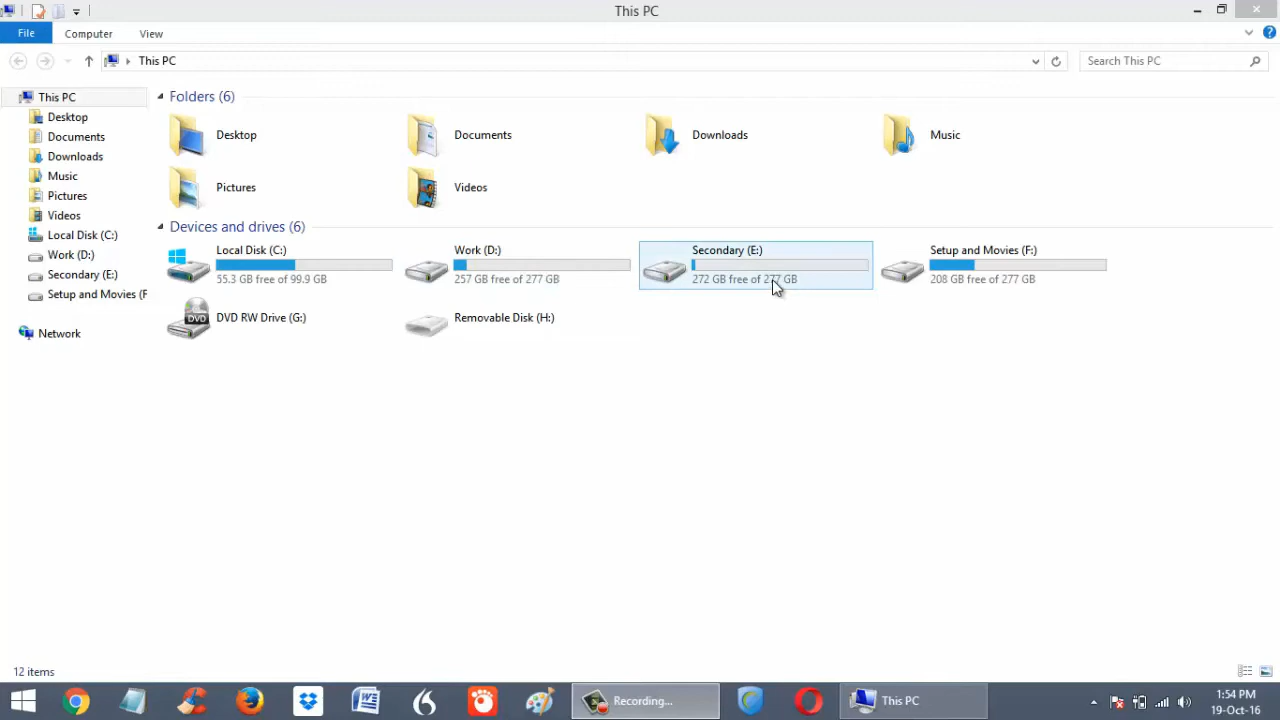 This PC
File Computer View
This PC
Search This PC
This PC
Desktop
Documents
Downloads
Music
Pictures
Videos
Local Disk (C:)
Work (D:)
Secondary (E:)
Setup and Movies (F
Network
Folders (6)
Desktop
Documents
Downloads
Music
Pictures
Videos
Devices and drives (6)
Local Disk (C:)
55.3 GB free of 99.9 GB
Work (D:)
257 GB free of 277 GB
Secondary (E:)
272 GB free of 277 GB
Setup and Movies (F:)
208 GB free of 277 GB
DVD
DVD RW Drive (G:)
Removable Disk (H:)
12 items
Recording...
This PC
1:54 PM
19-Oct-16